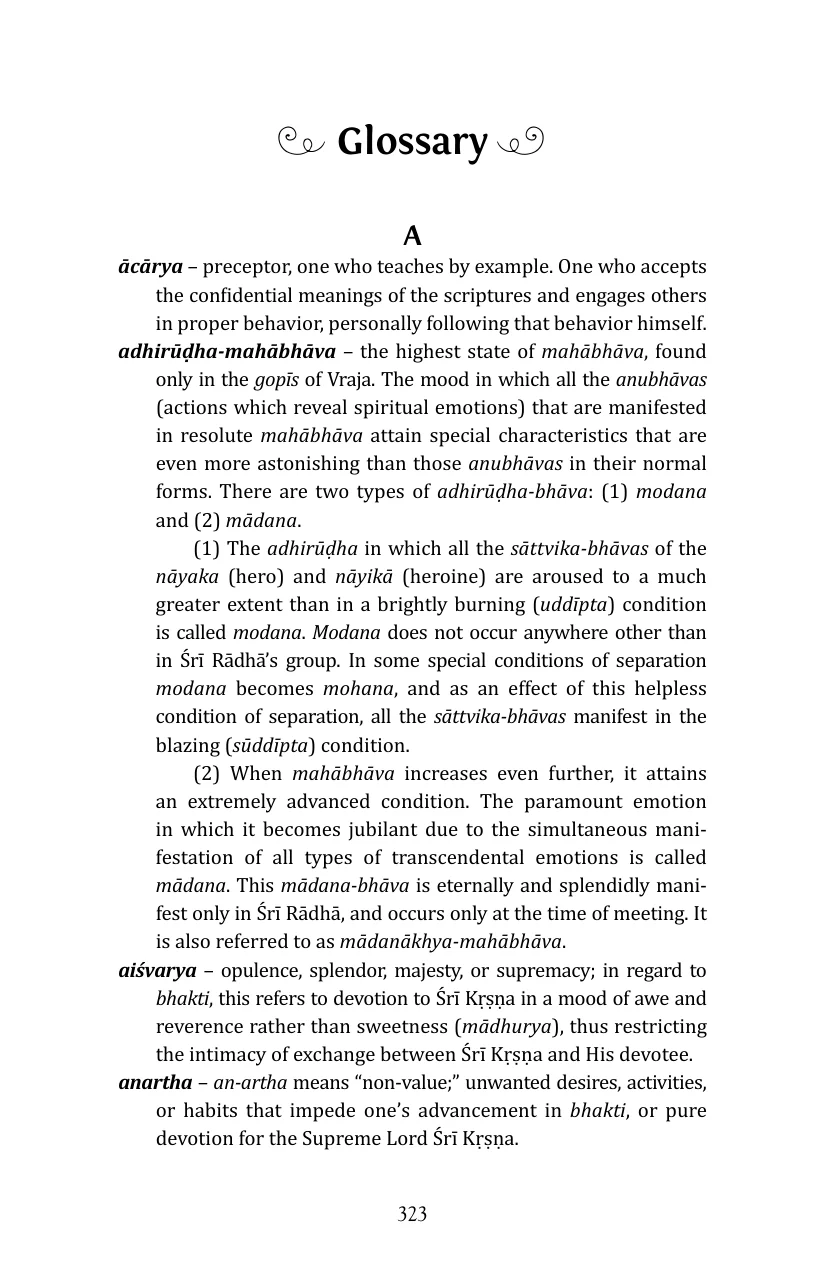 Glossary
A
ācārya – preceptor, one who teaches by example. One who accepts
the confidential meanings of the scriptures and engages others
in proper behavior, personally following that behavior himself.
adhirūḍha-mahābhāva – the highest state of mahābhāva, found
only in the gopīs of Vraja. The mood in which all the anubhāvas
(actions which reveal spiritual emotions) that are manifested
in resolute mahābhāva attain special characteristics that are
even more astonishing than those anubhāvas in their normal
forms. There are two types of adhirūḍha-bhāva: (1) modana
and (2) mādana.
(1) The adhirūḍha in which all the sāttvika-bhāvas of the
nāyaka (hero) and nāyikā (heroine) are aroused to a much
greater extent than in a brightly burning (uddīpta) condition
is called modana. Modana does not occur anywhere other than
in Śrī Rādhā’s group. In some special conditions of separation
modana becomes mohana, and as an effect of this helpless
condition of separation, all the sāttvika-bhāvas manifest in the
blazing (sūddīpta) condition.
(2) When mahābhāva increases even further, it attains
an extremely advanced condition. The paramount emotion
in which it becomes jubilant due to the simultaneous mani-
festation of all types of transcendental emotions is called
mādana. This mādana-bhāva is eternally and splendidly mani-
fest only in Śrī Rādhā, and occurs only at the time of meeting. It
is also referred to as mādanākhya-mahābhāva.
aiśvarya – opulence, splendor, majesty, or supremacy; in regard to
bhakti, this refers to devotion to Śrī Kṛṣṇa in a mood of awe and
reverence rather than sweetness (mādhurya), thus restricting
the intimacy of exchange between Śrī Kṛṣṇa and His devotee.
anartha – an-artha means “non-value;” unwanted desires, activities,
or habits that impede one’s advancement in bhakti, or pure
devotion for the Supreme Lord Śrī Kṛṣṇa.
323